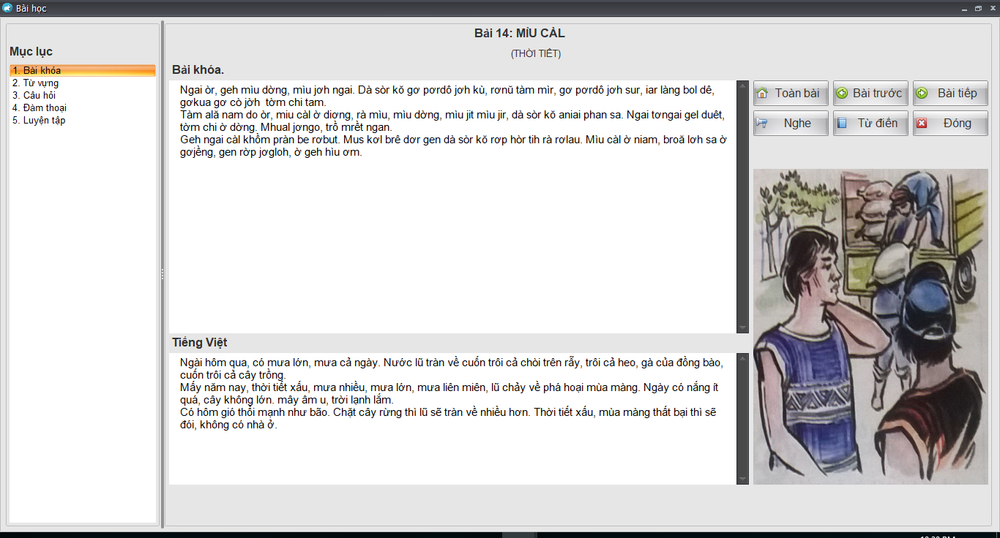 Bài học
Mục lục
1. Bài khóa
2. Từ vựng
3. Câu hỏi
4. Đàm thoại
5. Luyện tập
Bài 14: MÌU CÀL
(THỜI TIẾT)
Bài khóa.
Ngai òr, geh mìu dờng, mìu jơh ngai. Dà sòr kŏ gơ pơrdô jơh kù, rơnŭ tàm mìr, gơ pơrdô jơh sur, iar làng bol dê,
gơkua gơ cò jờh tờm chi tam.
Tàm ală nam do òr, miu càl ờ diơng, rà mìu, mìu dờng, mìu jit mìu jir, dà sòr kŏ aniai phan sa. Ngai tơngai gel duêt,
tờm chi ờ dờng. Mhual jơngo, trồ mrềt ngan.
Geh ngai càl khồm pràn be rơbut. Mus kơl brê dơr gen dà sòr kŏ rơp hòr tih rà rơlau. Mìu càl ờ niam, broă lơh sa ờ
gơjềng, gen rờp jơgloh, ờ geh hìu ơm.
Toàn bài
Bài trước
Bài tiếp
Nghe
Từ điển
Đóng
Tiếng Việt
Ngài hôm qua, có mưa lớn, mưa cả ngày. Nước lũ tràn về cuốn trôi cả chòi trên rẫy, trôi cả heo, gà của đồng bào,
cuốn trôi cả cây trồng.
Mấy năm nay, thời tiết xấu, mưa nhiều, mưa lớn, mưa liên miên, lũ chảy về phá hoại mùa màng. Ngày có nắng ít
quá, cây không lớn. mây âm u, trời lạnh lắm.
Có hôm gió thổi mạnh như bão. Chặt cây rừng thì lũ sẽ tràn về nhiều hơn. Thời tiết xấu, mùa màng thất bại thì sẽ
đói, không có nhà ở.